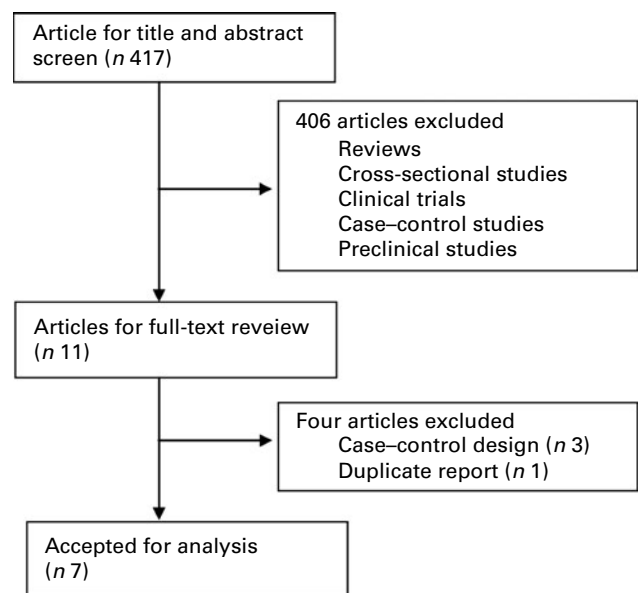 Article for title and abstract
screen (n 417)
406 articles excluded
Reviews
Cross-sectional studies
Clinical trials
Case–control studies
Preclinical studies
Articles for full-text reveiew
(n 11)
Four articles excluded
Case–control design (n 3)
Duplicate report (n 1)
Accepted for analysis
(n 7)